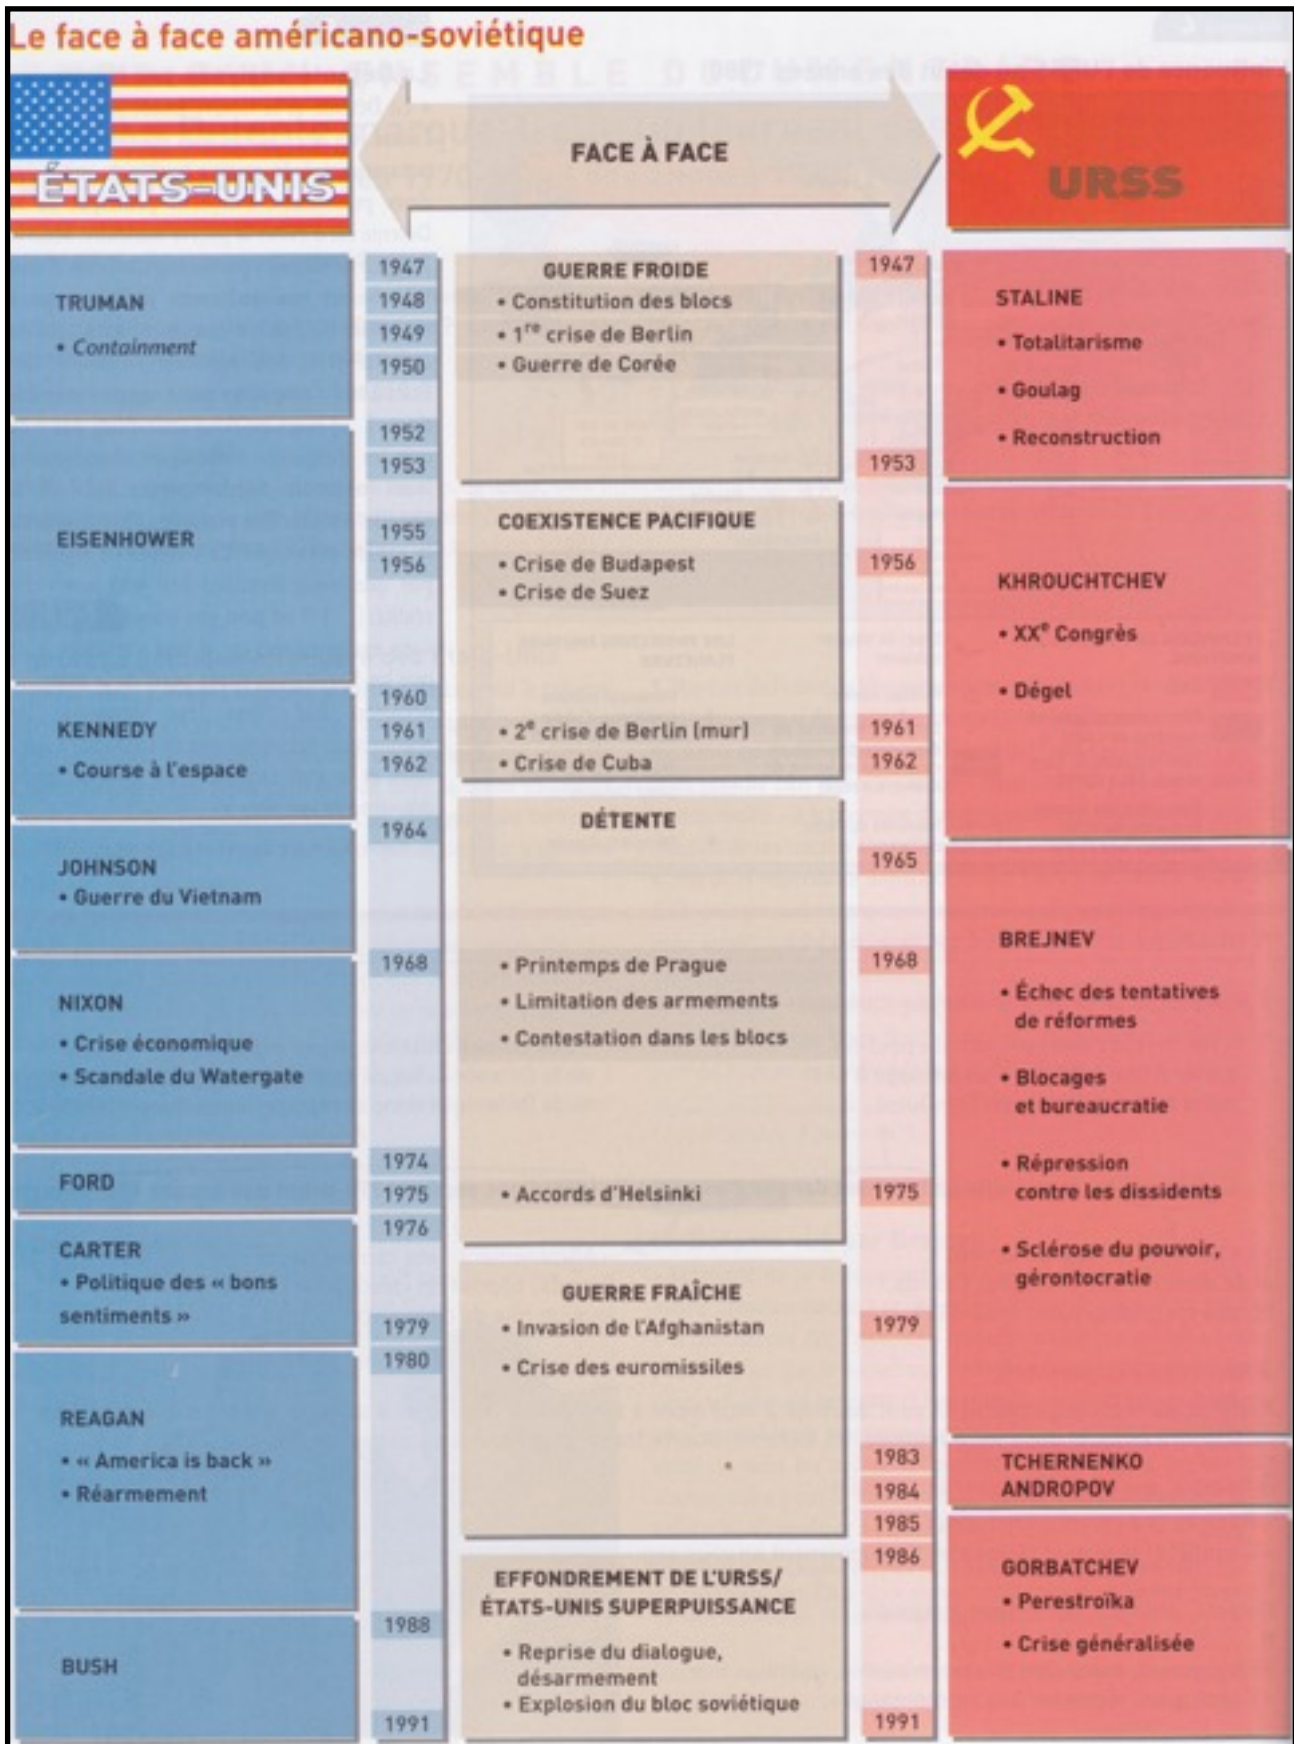 Le face à face américano-soviétique
ÉTATS-UNIS
FACE À FACE
URSS
TRUMAN
• Containment
EISENHOWER
KENNEDY
• Course à l'espace
JOHNSON
• Guerre du Vietnam
NIXON
• Crise économique
• Scandale du Watergate
FORD
CARTER
• Politique des « bons
sentiments »
REAGAN
• « America is back »
• Réarmement
BUSH
1947
1948
1949
1950
1952
1953
1955
1956
1960
1961
1962
1964
1968
1974
1975
1976
1979
1980
1988
1991
GUERRE FROIDE
• Constitution des blocs
• 1re crise de Berlin
• Guerre de Corée
COEXISTENCE PACIFIQUE
• Crise de Budapest
• Crise de Suez
• 2e crise de Berlin (mur)
• Crise de Cuba
DÉTENTE
• Printemps de Prague
• Limitation des armements
• Contestation dans les blocs
• Accords d'Helsinki
GUERRE FRAÎCHE
• Invasion de l'Afghanistan
• Crise des euromissiles
EFFONDREMENT DE L'URSS/
ÉTATS-UNIS SUPERPUISSANCE
• Reprise du dialogue,
désarmement
• Explosion du bloc soviétique
1947
1953
1956
1961
1962
1965
1968
1975
1979
1983
1984
1985
1986
1991
STALINE
• Totalitarisme
• Goulag
• Reconstruction
KHROUCHTCHEV
• XXe Congrès
• Dégel
BREJNEV
• Échec des tentatives
de réformes
• Blocages
et bureaucratie
• Répression
contre les dissidents
• Sclérose du pouvoir,
gérontocratie
TCHERNENKO
ANDROPOV
GORBATCHEV
• Perestroïka
• Crise généralisée